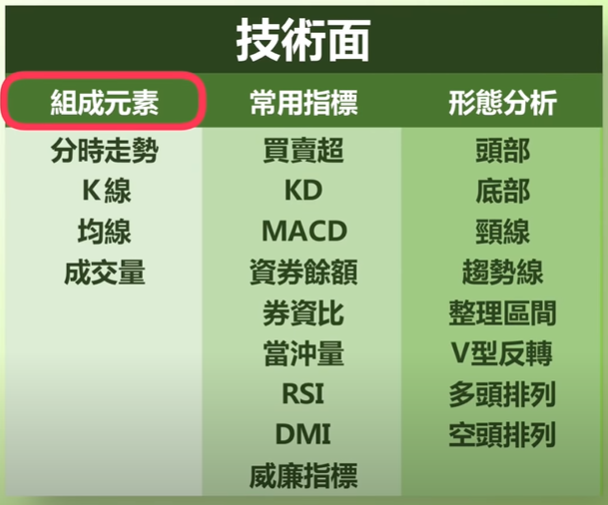 技術面
組成元素 常用指標 形態分析
分時走勢 買賣超 頭部
K線 KD 底部
均線 MACD 頸線
成交量 資券餘額 趨勢線
券資比 整理區間
當沖量 V型反轉
RSI 多頭排列
DMI 空頭排列
威廉指標